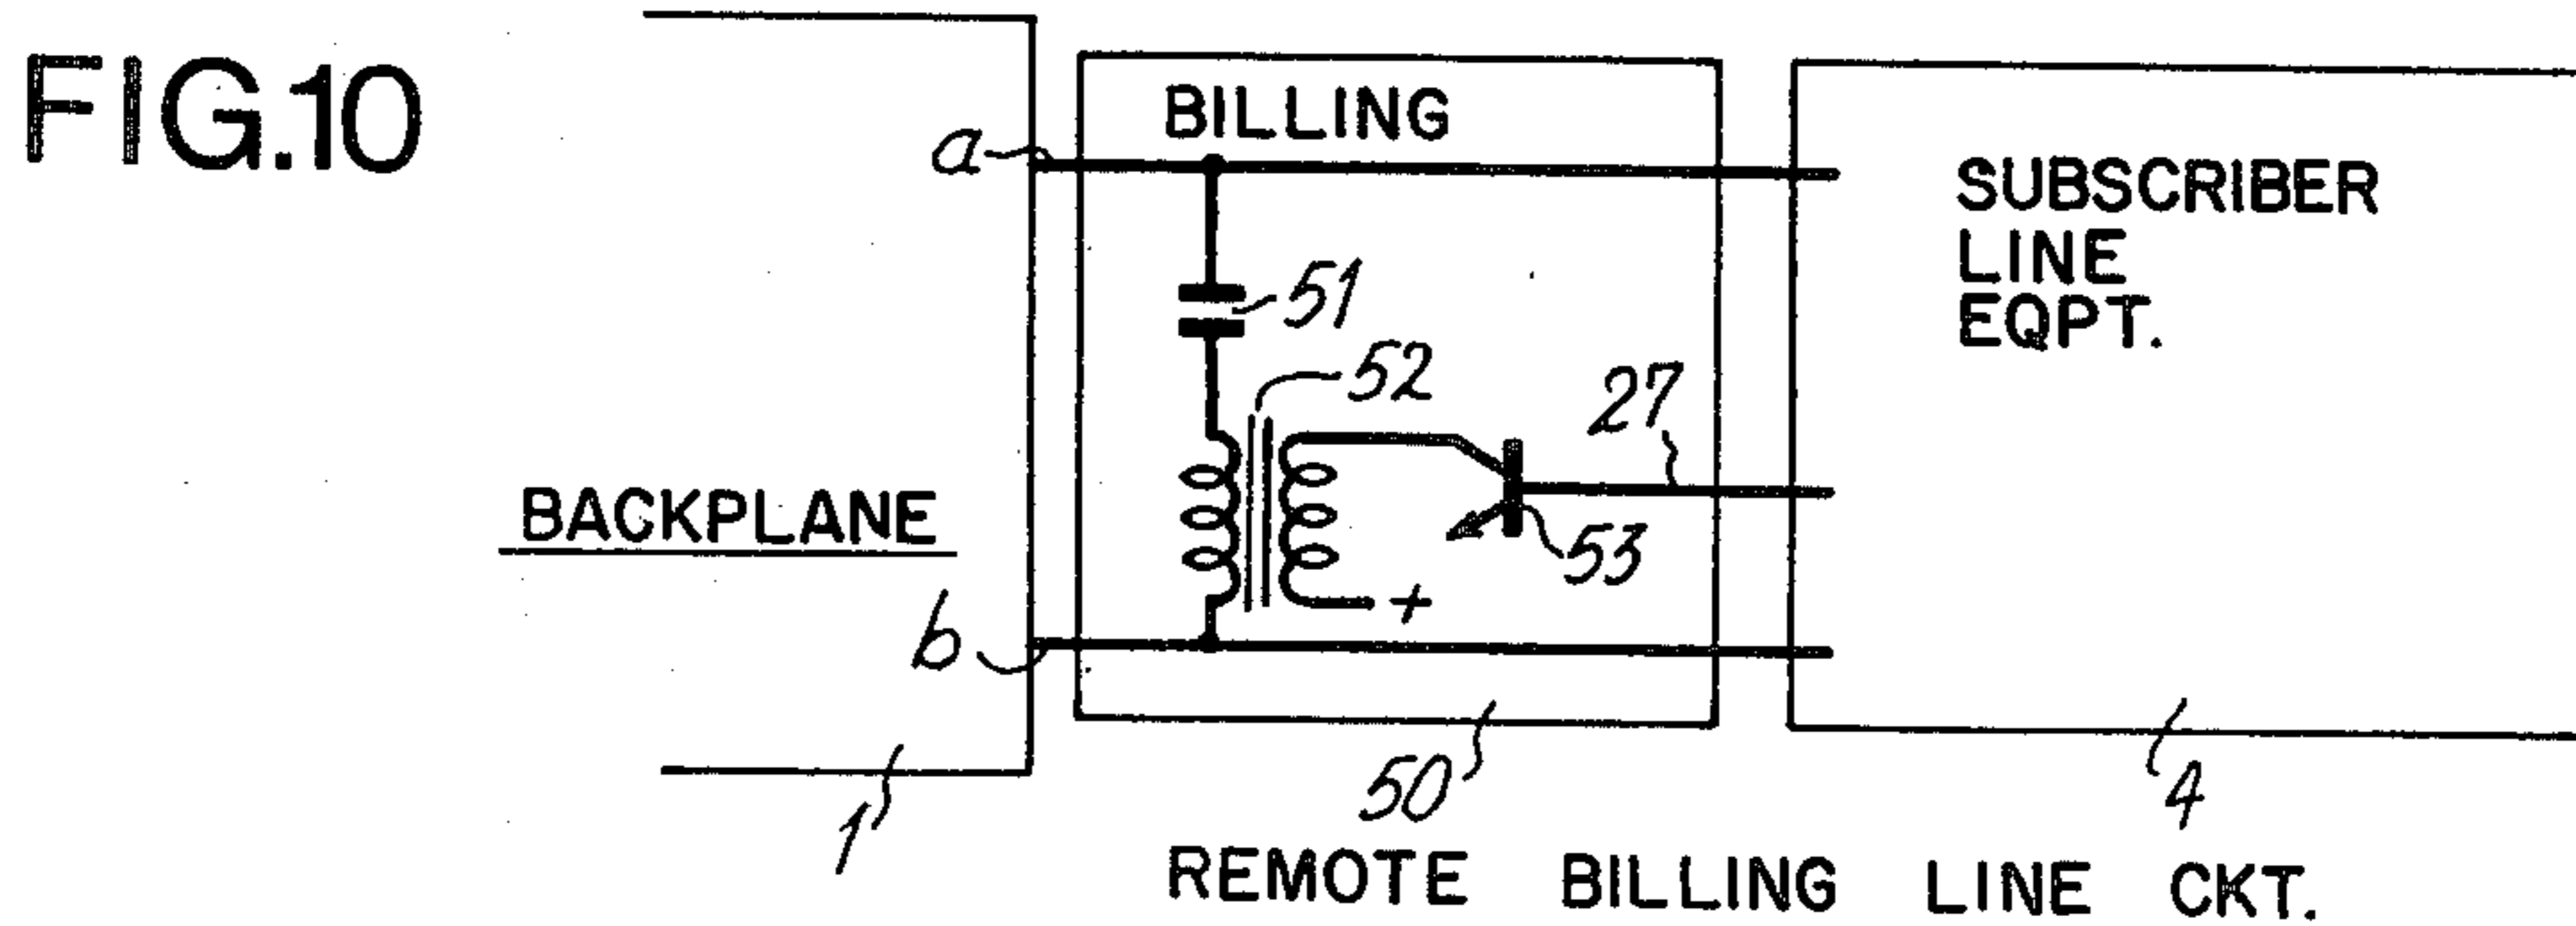 FIG.10
BILLING
a
SUBSCRIBER
LINE
EQPT.
51
52
27
BACKPLANE
53
+
b
50
1
4
REMOTE BILLING LINE CKT.